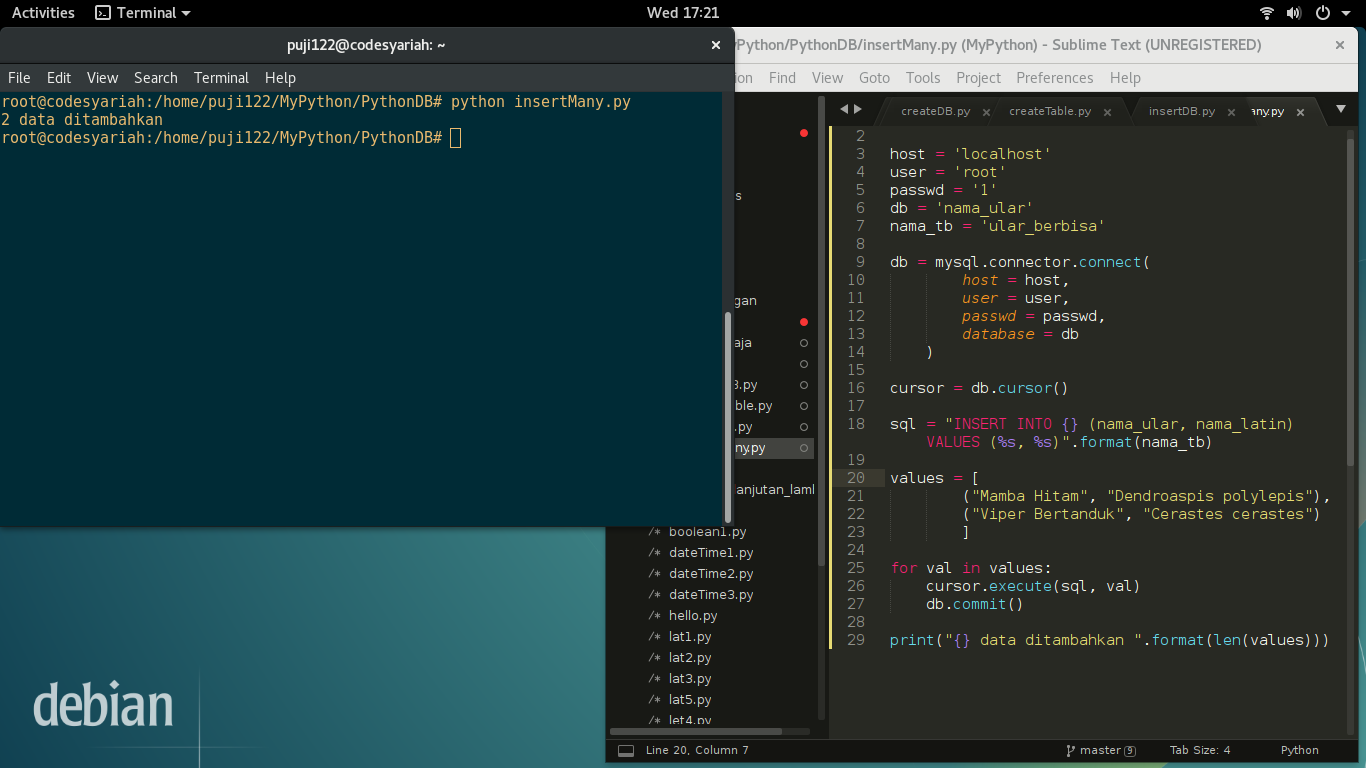 Activities Terminal Wed 17:21
puji122@codesyariah: ~
File Edit View Search Terminal Help
root@codesyariah:/home/puji122/MyPython/PythonDB# python insertMany.py
2 data ditambahkan
root@codesyariah:/home/puji122/MyPython/PythonDB#
Python/PythonDB/insertMany.py (MyPython) - Sublime Text (UNREGISTERED)
ion Find View Goto Tools Project Preferences Help
s
gan
aja
3.py
ble.py
.py
ny.py
anjutan_laml
/* boolean1.py
/* dateTime1.py
/* dateTime2.py
/* dateTime3.py
/* hello.py
/* lat1.py
/* lat2.py
/* lat3.py
/* lat5.py
/* let4.py
createDB.py createTable.py insertDB.py any.py
2
3 host = 'localhost'
4 user = 'root'
5 passwd = '1'
6 db = 'nama_ular'
7 nama_tb = 'ular_berbisa'
8
9 db = mysql.connector.connect(
10 host = host,
11 user = user,
12 passwd = passwd,
13 database = db
14 )
15
16 cursor = db.cursor()
17
18 sql = "INSERT INTO {} (nama_ular, nama_latin)
VALUES (%s, %s)".format(nama_tb)
19
20 values = [
21 ("Mamba Hitam", "Dendroaspis polylepis"),
22 ("Viper Bertanduk", "Cerastes cerastes")
23 ]
24
25 for val in values:
26 cursor.execute(sql, val)
27 db.commit()
28
29 print("{} data ditambahkan ".format(len(values)))
Line 20, Column 7 master 9 Tab Size: 4 Python
debian